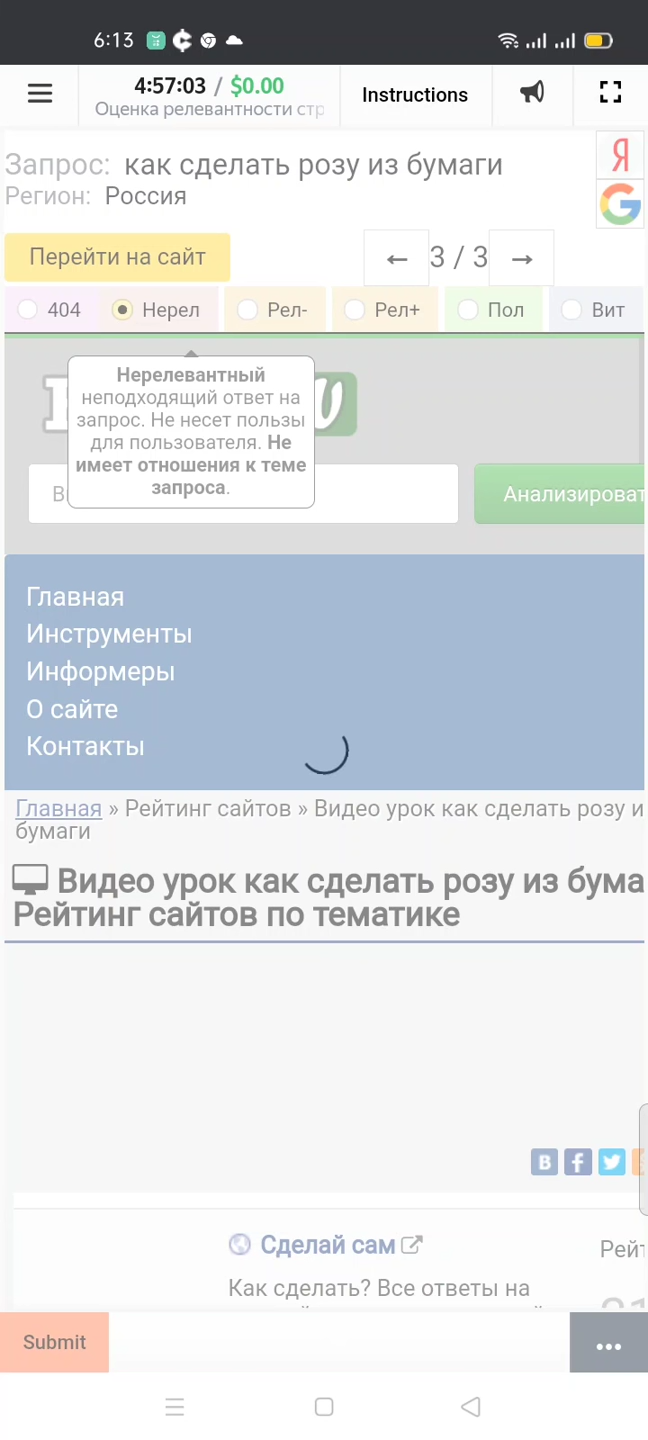 6:13
4:57:03 / $0.00
Оценка релевантности стр
Instructions
Запрос: как сделать розу из бумаги
Регион: Россия
Перейти на сайт
← 3 / 3 →
404 Нерел Рел- Рел+ Пол Вит
Нерелевантный
неподходящий ответ на
запрос. Не несет пользы
для пользователя. Не
имеет отношения к теме
запроса.
Анализироват
Главная
Инструменты
Информеры
О сайте
Контакты
Главная » Рейтинг сайтов » Видео урок как сделать розу и
бумаги
Видео урок как сделать розу из бума
Рейтинг сайтов по тематике
Сделай сам
Рейт
Как сделать? Все ответы на
Submit